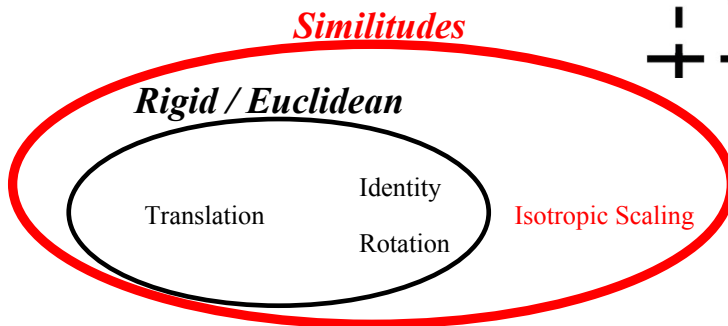 Similitudes
Rigid / Euclidean
Identity
Translation
Isotropic Scaling
Rotation